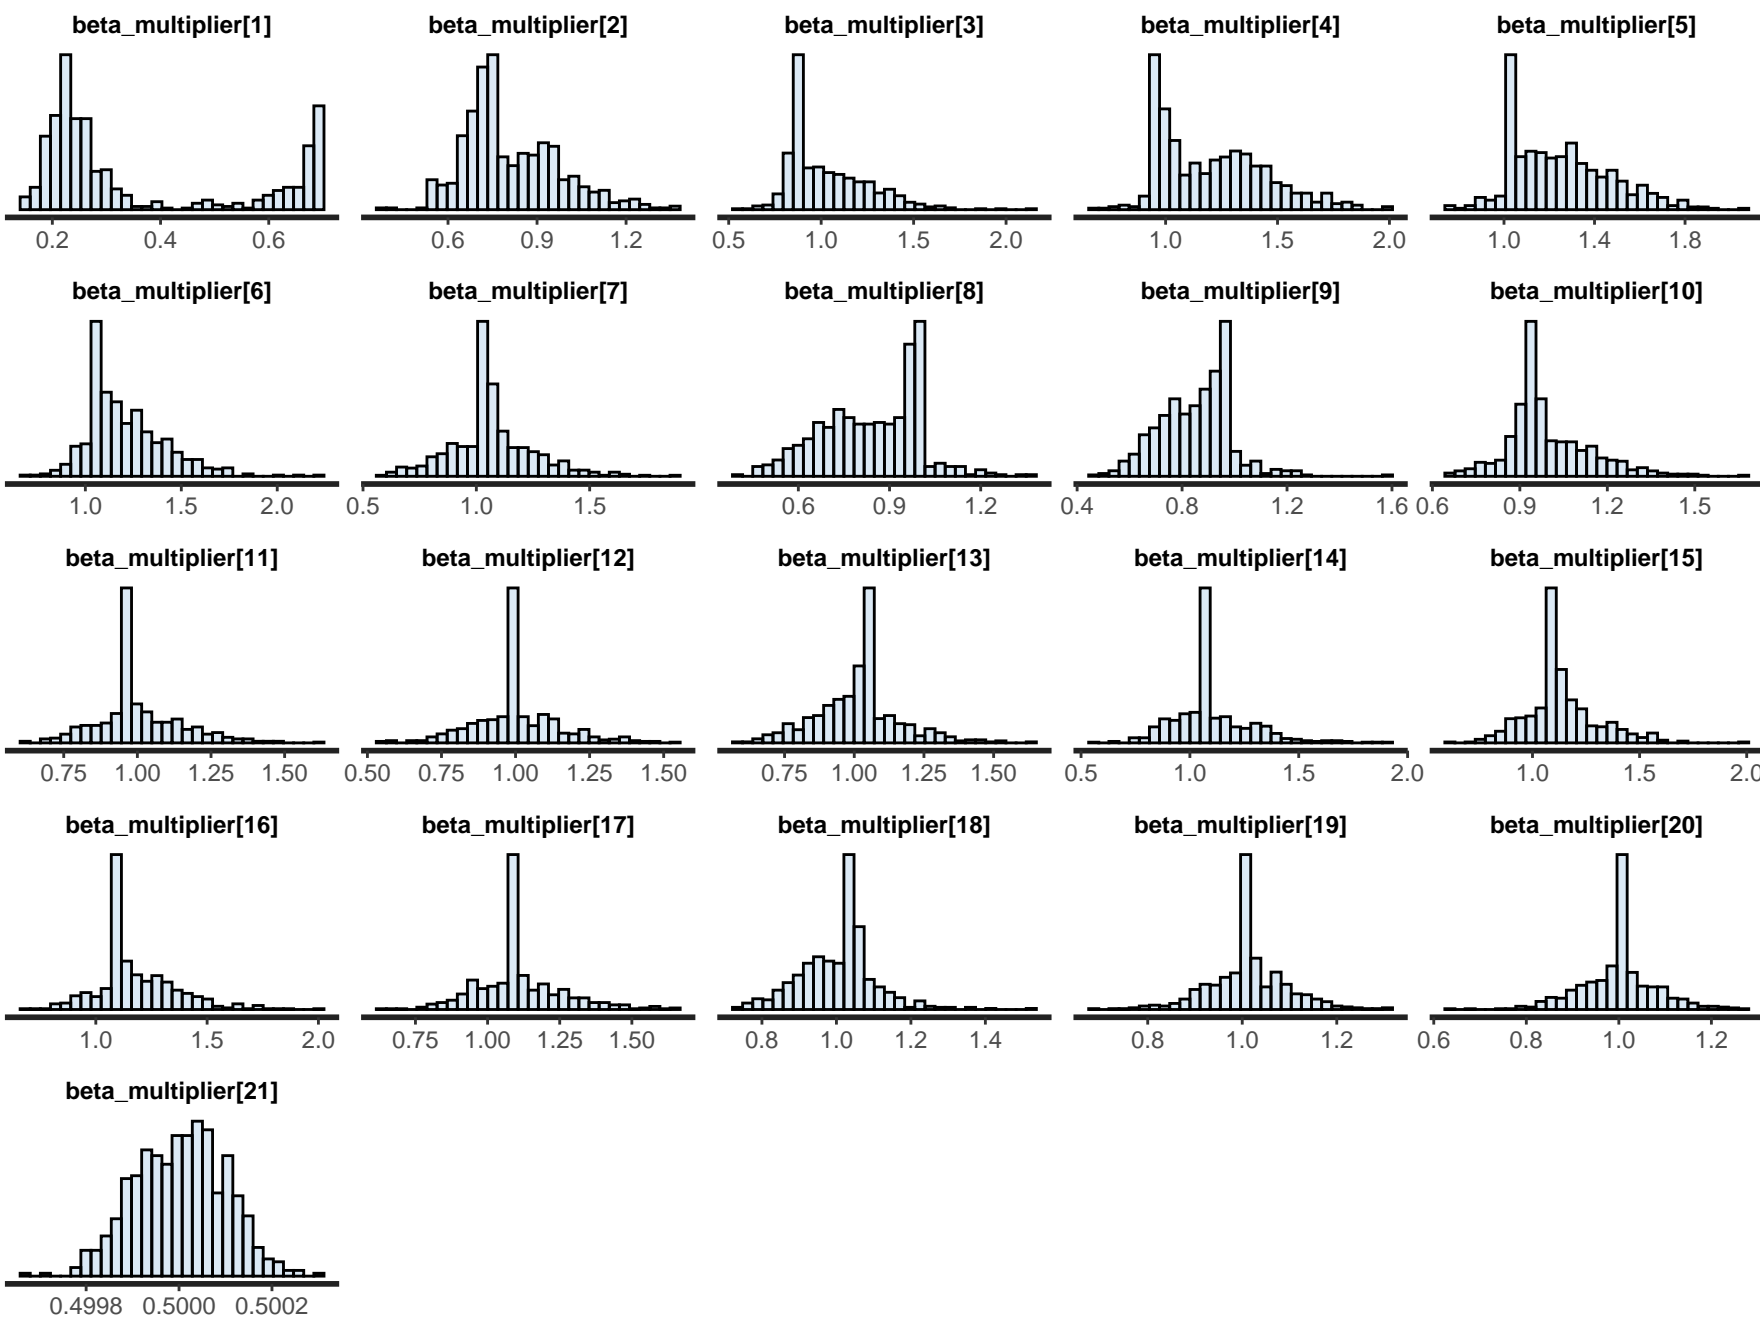 beta_multiplier[1] beta_multiplier[2] beta_multiplier[3] beta_multiplier[4] beta_multiplier[5]
0.2 0.4 0.6 0.6 0.9 1.2 0.5 1.0 1.5 2.0 1.0 1.5 2.0 1.0 1.4 1.8
beta_multiplier[6] beta_multiplier[7] beta_multiplier[8] beta_multiplier[9] beta_multiplier[10]
1.0 1.5 2.0 0.5 1.0 1.5 0.6 0.9 1.2 0.4 0.8 1.2 1.6 0.6 0.9 1.2 1.5
beta_multiplier[11] beta_multiplier[12] beta_multiplier[13] beta_multiplier[14] beta_multiplier[15]
0.75 1.00 1.25 1.50 0.50 0.75 1.00 1.25 1.50 0.75 1.00 1.25 1.50 0.5 1.0 1.5 2.0 1.0 1.5 2.0
beta_multiplier[16] beta_multiplier[17] beta_multiplier[18] beta_multiplier[19] beta_multiplier[20]
1.0 1.5 2.0 0.75 1.00 1.25 1.50 0.8 1.0 1.2 1.4 0.8 1.0 1.2 0.6 0.8 1.0 1.2
beta_multiplier[21]
0.4998 0.5000 0.5002